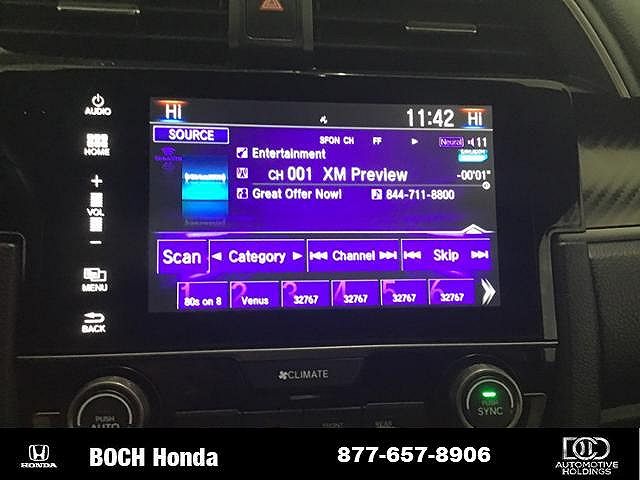 HI 11:42 HI
SOURCE
SPON CH FF Neural 11
Entertainment
CH 001 XM Preview -00'01"
Great Offer Now! 844-711-8800
Scan Category Channel Skip
1 2 3 4 5 6
80s on 8 Venus 32767 32767 32767 32767
AUDIO
HOME
+
VOL
−
MENU
BACK
CLIMATE
PUSH
AUTO
FRONT
REAR
PUSH
SYNC
HONDA
BOCH Honda
877-657-8906
AUTOMOTIVE
HOLDINGS